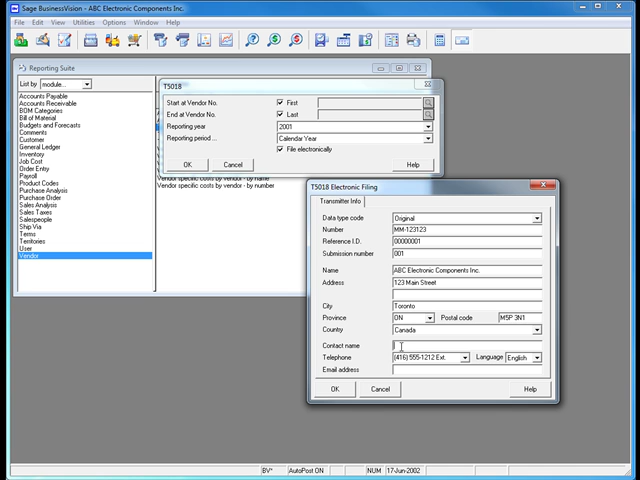 Sage BusinessVision - ABC Electronic Components Inc.
File Edit View Utilities Options Window Help
Reporting Suite
List by module...
Accounts Payable
Accounts Receivable
BOM Categories
Bill of Material
Budgets and Forecasts
Comments
Customer
General Ledger
Inventory
Job Cost
Order Entry
Payroll
Product Codes
Purchase Analysis
Purchase Order
Sales Analysis
Sales Taxes
Salespeople
Ship Via
Terms
Territories
User
Vendor
Vendor specific costs by vendor - by name
Vendor specific costs by vendor - by number
T5018
Start at Vendor No. First
End at Vendor No. Last
Reporting year 2001
Reporting period ... Calendar Year
File electronically
OK Cancel Help
T5018 Electronic Filing
Transmitter Info
Data type code Original
Number MM-123123
Reference I.D. 00000001
Submission number 001
Name ABC Electronic Components Inc.
Address 123 Main Street
City Toronto
Province ON Postal code M5P 3N1
Country Canada
Contact name
Telephone (416) 555-1212 Ext. Language English
Email address
OK Cancel Help
BV* AutoPost ON NUM 17-Jun-2002